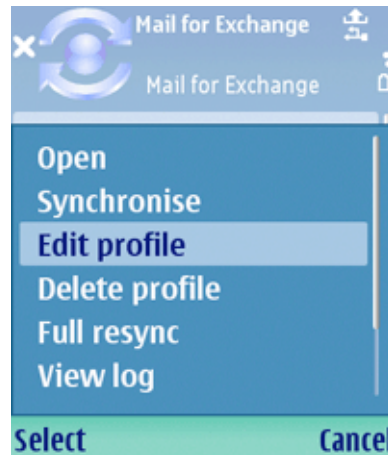 Mail for Exchange
Mail for Exchange
Open
Synchronise
Edit profile
Delete profile
Full resync
View log
Select Cancel